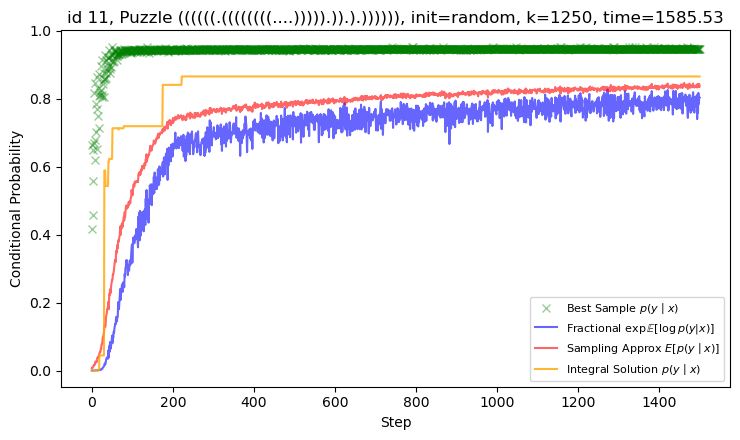 id 11, Puzzle ((((((.((((((((....))))).)).).)))))), init=random, k=1250, time=1585.53
Conditional Probability
1.0
0.8
0.6
0.4
0.2
0.0
Best Sample p(y | x)
Fractional exp𝔼[log p(y|x)]
Sampling Approx E[p(y | x)]
Integral Solution p(y | x)
0 200 400 600 800 1000 1200 1400
Step